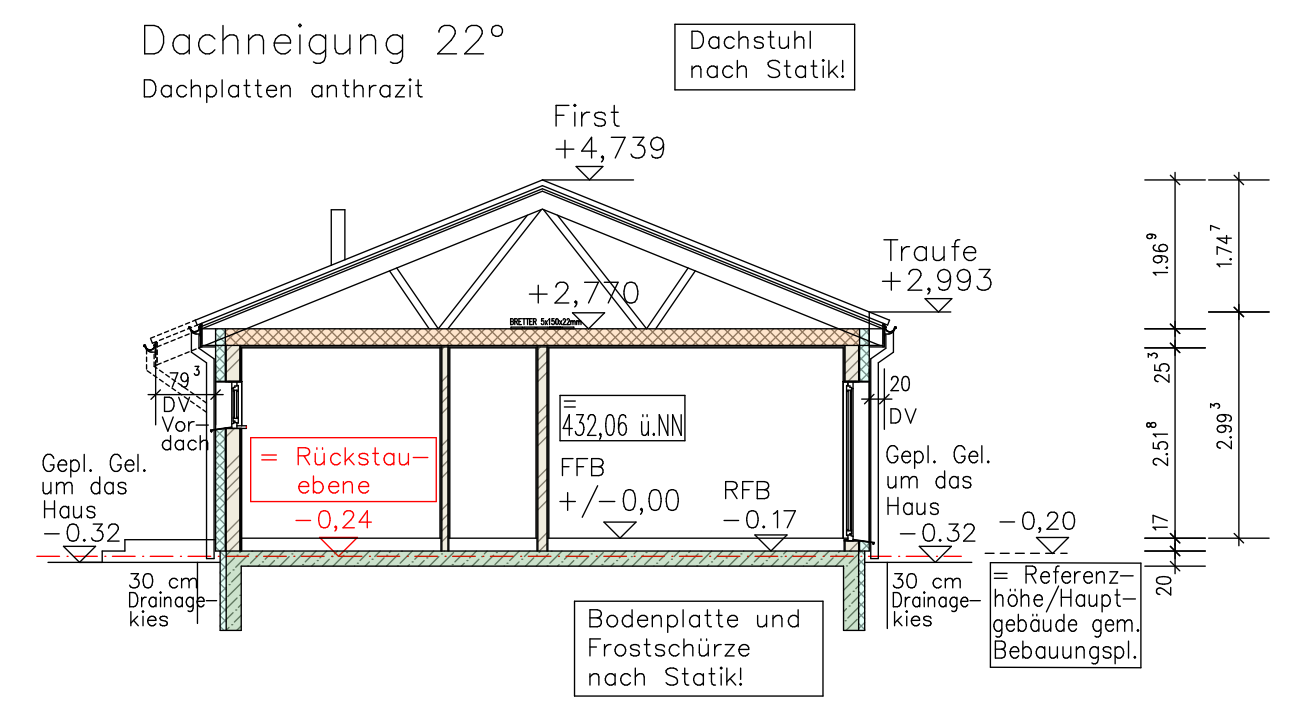 Dachneigung 22°
Dachplatten anthrazit
Dachstuhl
nach Statik!
First
+4,739
Traufe
+2,993
+2,770
BRETTER 5x150x22mm
79³
DV
Vor-
dach
20
DV
=
432,06 ü.NN
= Rückstau-
ebene
-0,24
FFB
+/-0,00
RFB
-0.17
Gepl. Gel.
um das
Haus
-0.32
Gepl. Gel.
um das
Haus
-0.32
-0,20
= Referenz-
höhe/Haupt-
gebäude gem.
Bebauungspl.
30 cm
Drainage-
kies
30 cm
Drainage-
kies
Bodenplatte und
Frostschürze
nach Statik!
1.96⁹
1.74⁷
25³
2.51⁸
2.99³
17
20